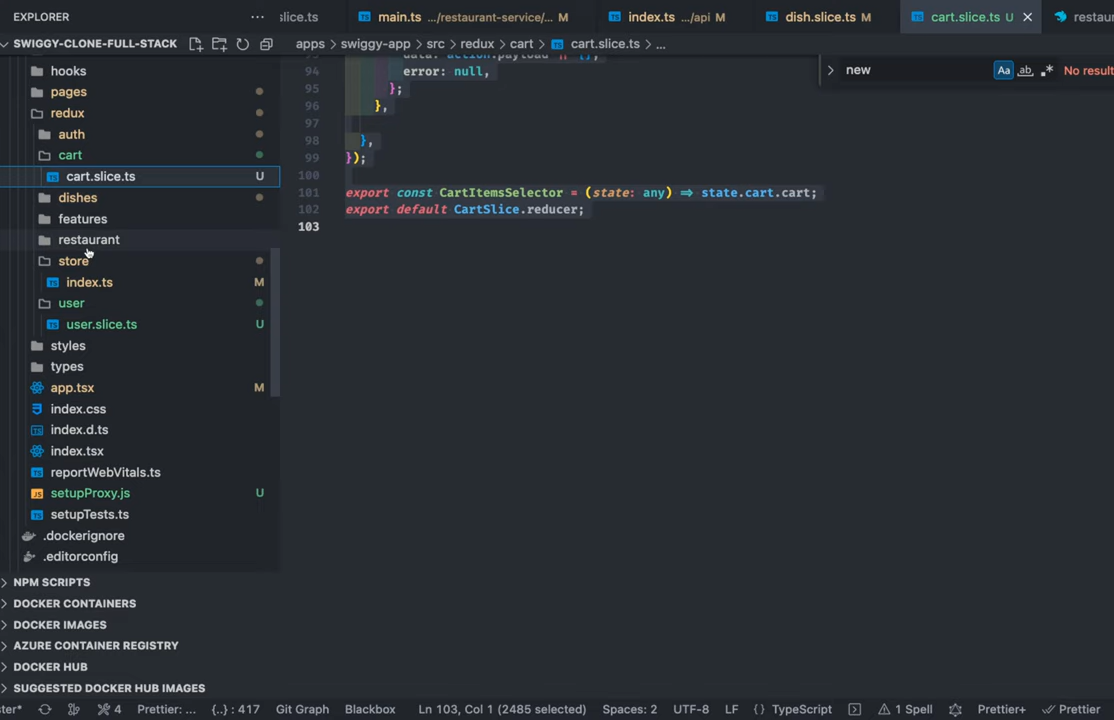 EXPLORER ···
slice.ts
main.ts .../restaurant-service/... M
index.ts .../api M
dish.slice.ts M
cart.slice.ts U
restau
SWIGGY-CLONE-FULL-STACK
apps > swiggy-app > src > redux > cart > cart.slice.ts > ...
hooks
pages
redux
auth
cart
cart.slice.ts U
dishes
features
restaurant
store
index.ts M
user
user.slice.ts U
styles
types
app.tsx M
index.css
index.d.ts
index.tsx
reportWebVitals.ts
setupProxy.js U
setupTests.ts
.dockerignore
.editorconfig
NPM SCRIPTS
DOCKER CONTAINERS
DOCKER IMAGES
AZURE CONTAINER REGISTRY
DOCKER HUB
SUGGESTED DOCKER HUB IMAGES
93 data: action.payload || [],
94 error: null,
95 };
96 },
97
98 },
99 });
100
101 export const CartItemsSelector = (state: any) => state.cart.cart;
102 export default CartSlice.reducer;
103
new
Aa ab .* No result
ster* 4 Prettier: ... {..} : 417 Git Graph Blackbox Ln 103, Col 1 (2485 selected) Spaces: 2 UTF-8 LF {} TypeScript 1 Spell Prettier+ Prettier